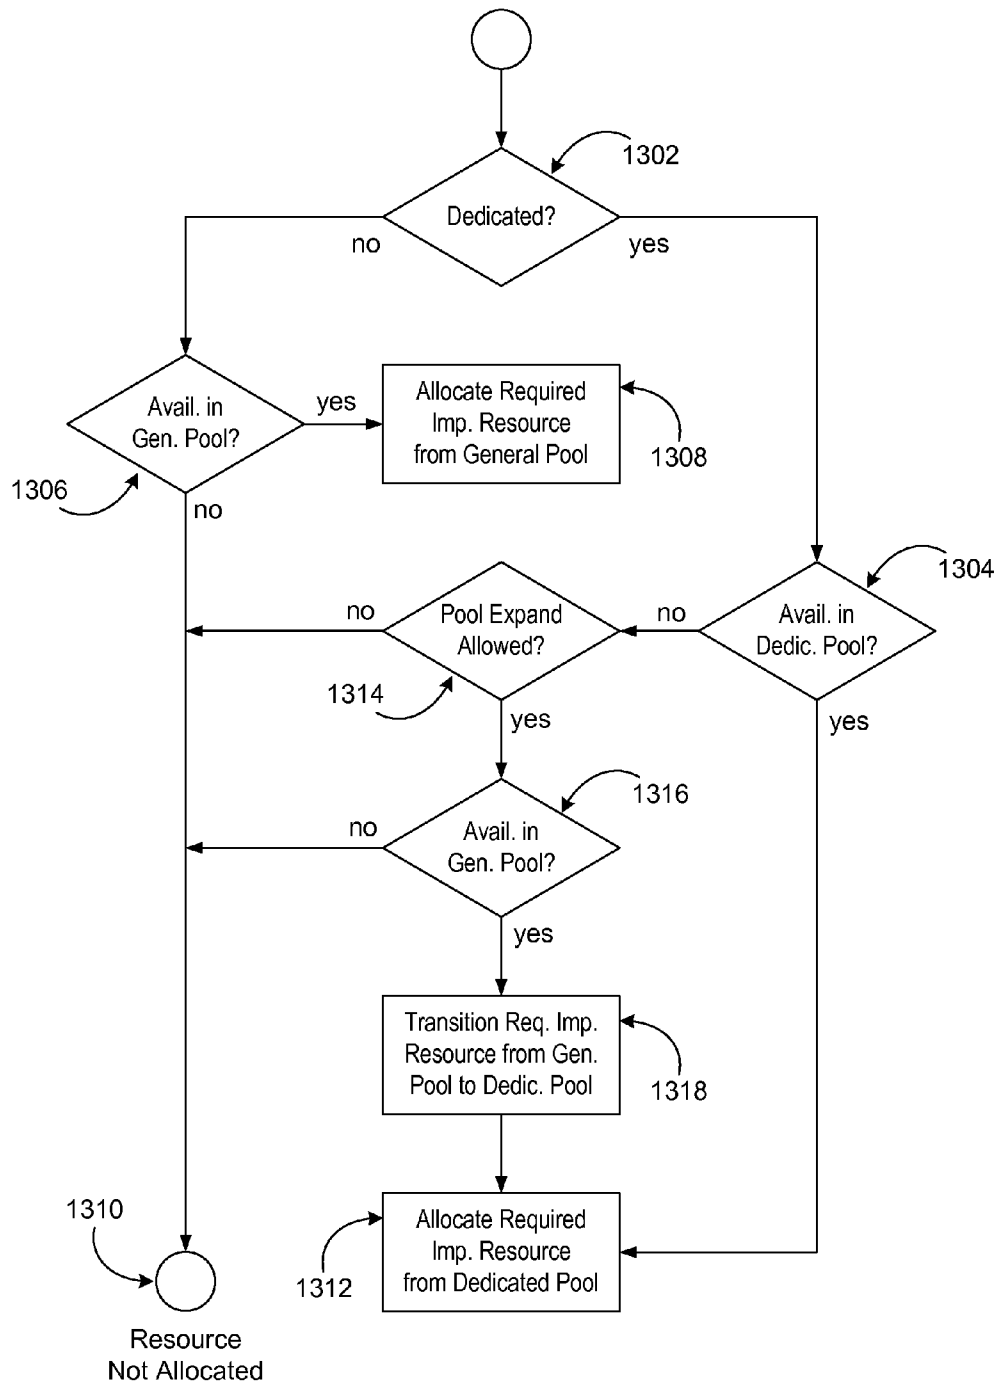 1302
Dedicated?
no
yes
Avail. in
Gen. Pool?
yes
Allocate Required
Imp. Resource
from General Pool
1308
1306
no
1304
no
Pool Expand
Allowed?
no
Avail. in
Dedic. Pool?
1314
yes
yes
1316
no
Avail. in
Gen. Pool?
yes
Transition Req. Imp.
Resource from Gen.
Pool to Dedic. Pool
1318
1310
Allocate Required
Imp. Resource
from Dedicated Pool
1312
Resource
Not Allocated